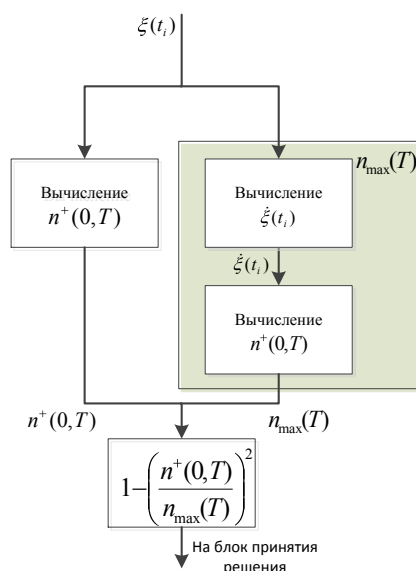 ξ(t_i)
n_max(T)
Вычисление
n⁺(0,T)
Вычисление
ξ̇(t_i)
ξ̇(t_i)
Вычисление
n⁺(0,T)
n⁺(0,T)
n_max(T)
1−(n⁺(0,T)/n_max(T))²
На блок принятия
решения